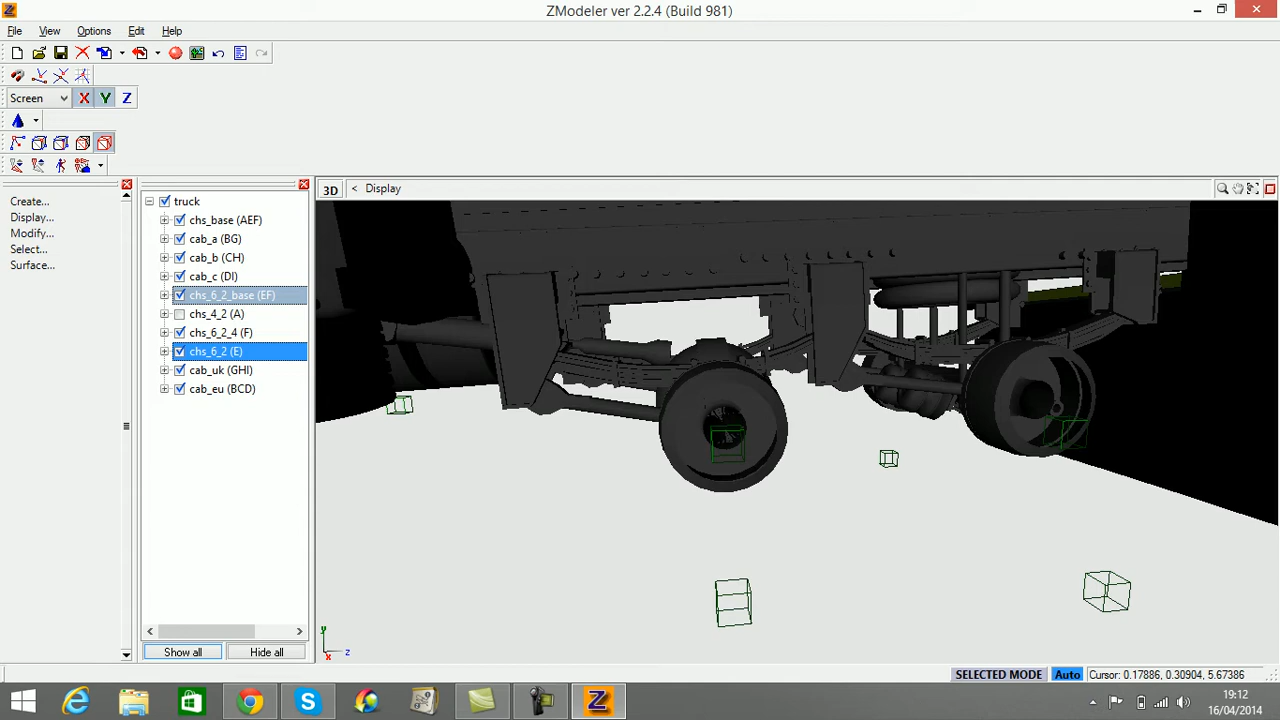 ZModeler ver 2.2.4 (Build 981)
File View Options Edit Help
Screen X Y Z
Create...
Display...
Modify...
Select...
Surface...
truck
chs_base (AEF)
cab_a (BG)
cab_b (CH)
cab_c (DI)
chs_6_2_base (EF)
chs_4_2 (A)
chs_6_2_4 (F)
chs_6_2 (E)
cab_uk (GHI)
cab_eu (BCD)
Show all Hide all
3D < Display
y
x z
SELECTED MODE Auto Cursor: 0.17886, 0.30904, 5.67386
19:12
16/04/2014